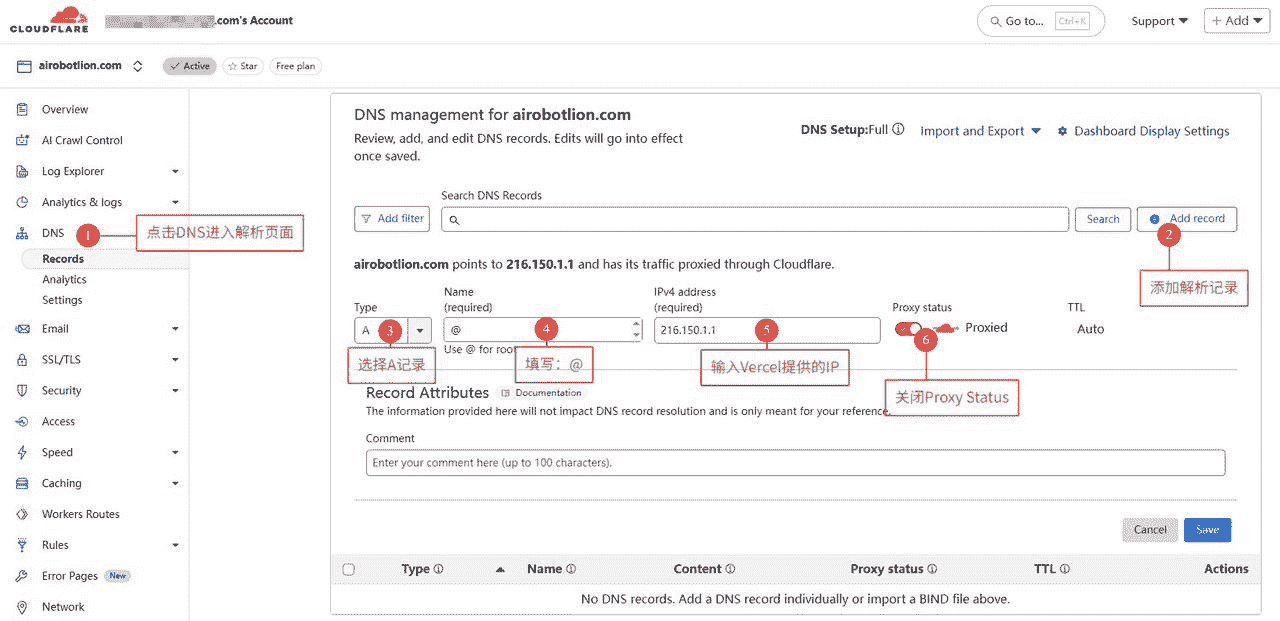 CLOUDFLARE
.com's Account
Go to... Ctrl+K
Support
+ Add
airobotlion.com
Active
Star
Free plan
Overview
AI Crawl Control
Log Explorer
Analytics & logs
DNS
1
点击DNS进入解析页面
Records
Analytics
Settings
Email
SSL/TLS
Security
Access
Speed
Caching
Workers Routes
Rules
Error Pages New
Network
DNS management for airobotlion.com
Review, add, and edit DNS records. Edits will go into effect
once saved.
DNS Setup:Full
Import and Export
Dashboard Display Settings
Search DNS Records
Add filter
Search
Add record
2
添加解析记录
airobotlion.com points to 216.150.1.1 and has its traffic proxied through Cloudflare.
Type
A
3
选择A记录
Name
(required)
@
4
Use @ for root
填写：@
IPv4 address
(required)
216.150.1.1
5
输入Vercel提供的IP
Proxy status
Proxied
6
关闭Proxy Status
TTL
Auto
Record Attributes Documentation
The information provided here will not impact DNS record resolution and is only meant for your reference.
Comment
Enter your comment here (up to 100 characters).
Cancel
Save
Type Name Content Proxy status TTL Actions
No DNS records. Add a DNS record individually or import a BIND file above.